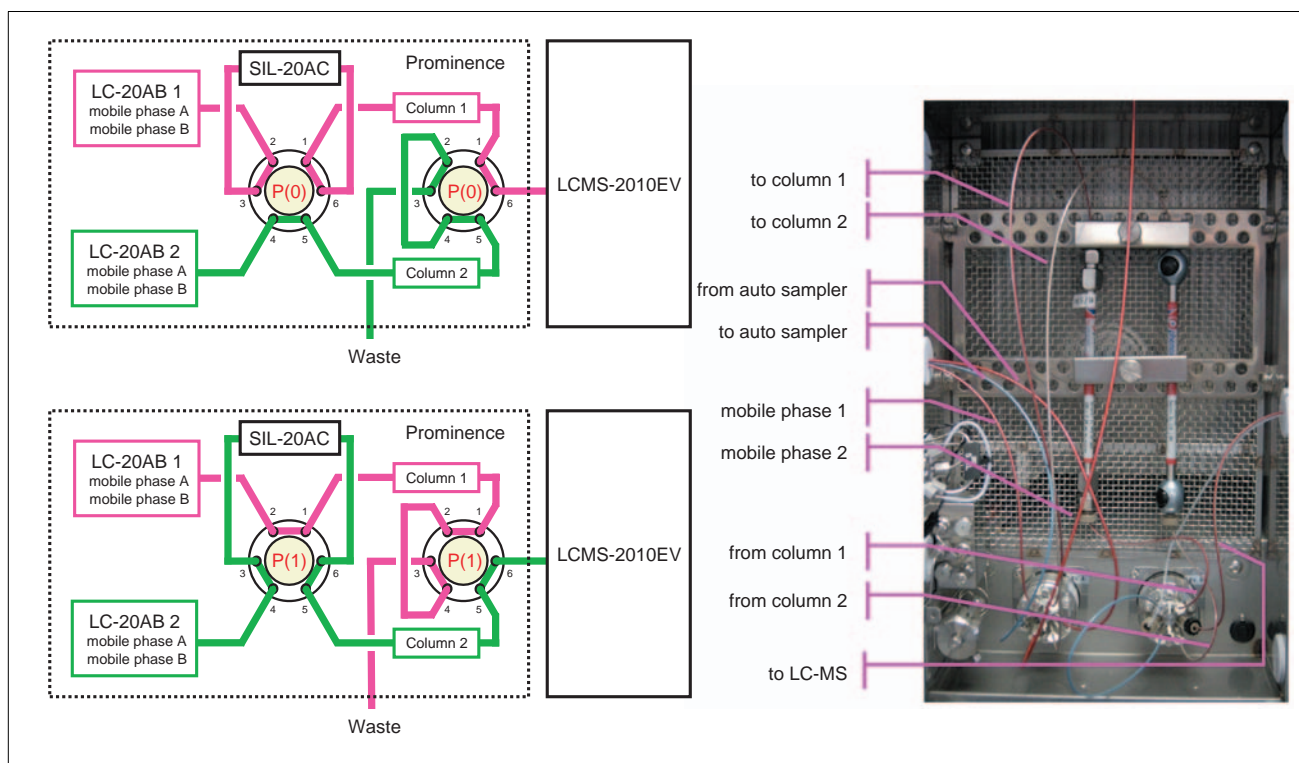 SIL-20AC
Prominence
LC-20AB 1
mobile phase A
mobile phase B
Column 1
2
1
2
1
P(0)
P(0)
LCMS-2010EV
3
6
3
6
4
5
4
5
LC-20AB 2
mobile phase A
mobile phase B
Column 2
Waste
SIL-20AC
Prominence
LC-20AB 1
mobile phase A
mobile phase B
Column 1
2
1
2
1
P(1)
P(1)
LCMS-2010EV
3
6
3
6
4
5
4
5
LC-20AB 2
mobile phase A
mobile phase B
Column 2
Waste
to column 1
to column 2
from auto sampler
to auto sampler
mobile phase 1
mobile phase 2
from column 1
from column 2
to LC-MS